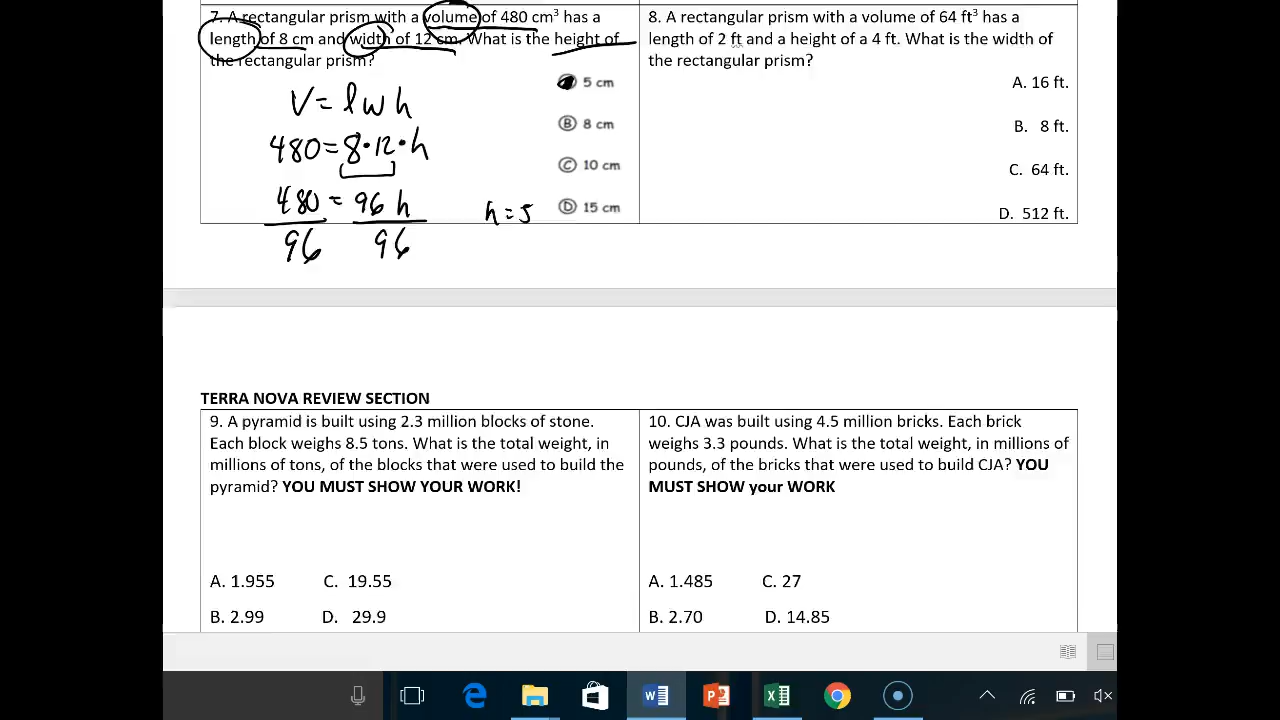 7. A rectangular prism with a volume of 480 cm³ has a
length of 8 cm and width of 12 cm. What is the height of
the rectangular prism?
V = l w h
480 = 8 · 12 · h
480 = 96 h
96 96
h = 5
5 cm
B 8 cm
C 10 cm
D 15 cm
8. A rectangular prism with a volume of 64 ft³ has a
length of 2 ft and a height of a 4 ft. What is the width of
the rectangular prism?
A. 16 ft.
B. 8 ft.
C. 64 ft.
D. 512 ft.
TERRA NOVA REVIEW SECTION
9. A pyramid is built using 2.3 million blocks of stone.
Each block weighs 8.5 tons. What is the total weight, in
millions of tons, of the blocks that were used to build the
pyramid? YOU MUST SHOW YOUR WORK!
A. 1.955 C. 19.55
B. 2.99 D. 29.9
10. CJA was built using 4.5 million bricks. Each brick
weighs 3.3 pounds. What is the total weight, in millions of
pounds, of the bricks that were used to build CJA? YOU
MUST SHOW your WORK
A. 1.485 C. 27
B. 2.70 D. 14.85